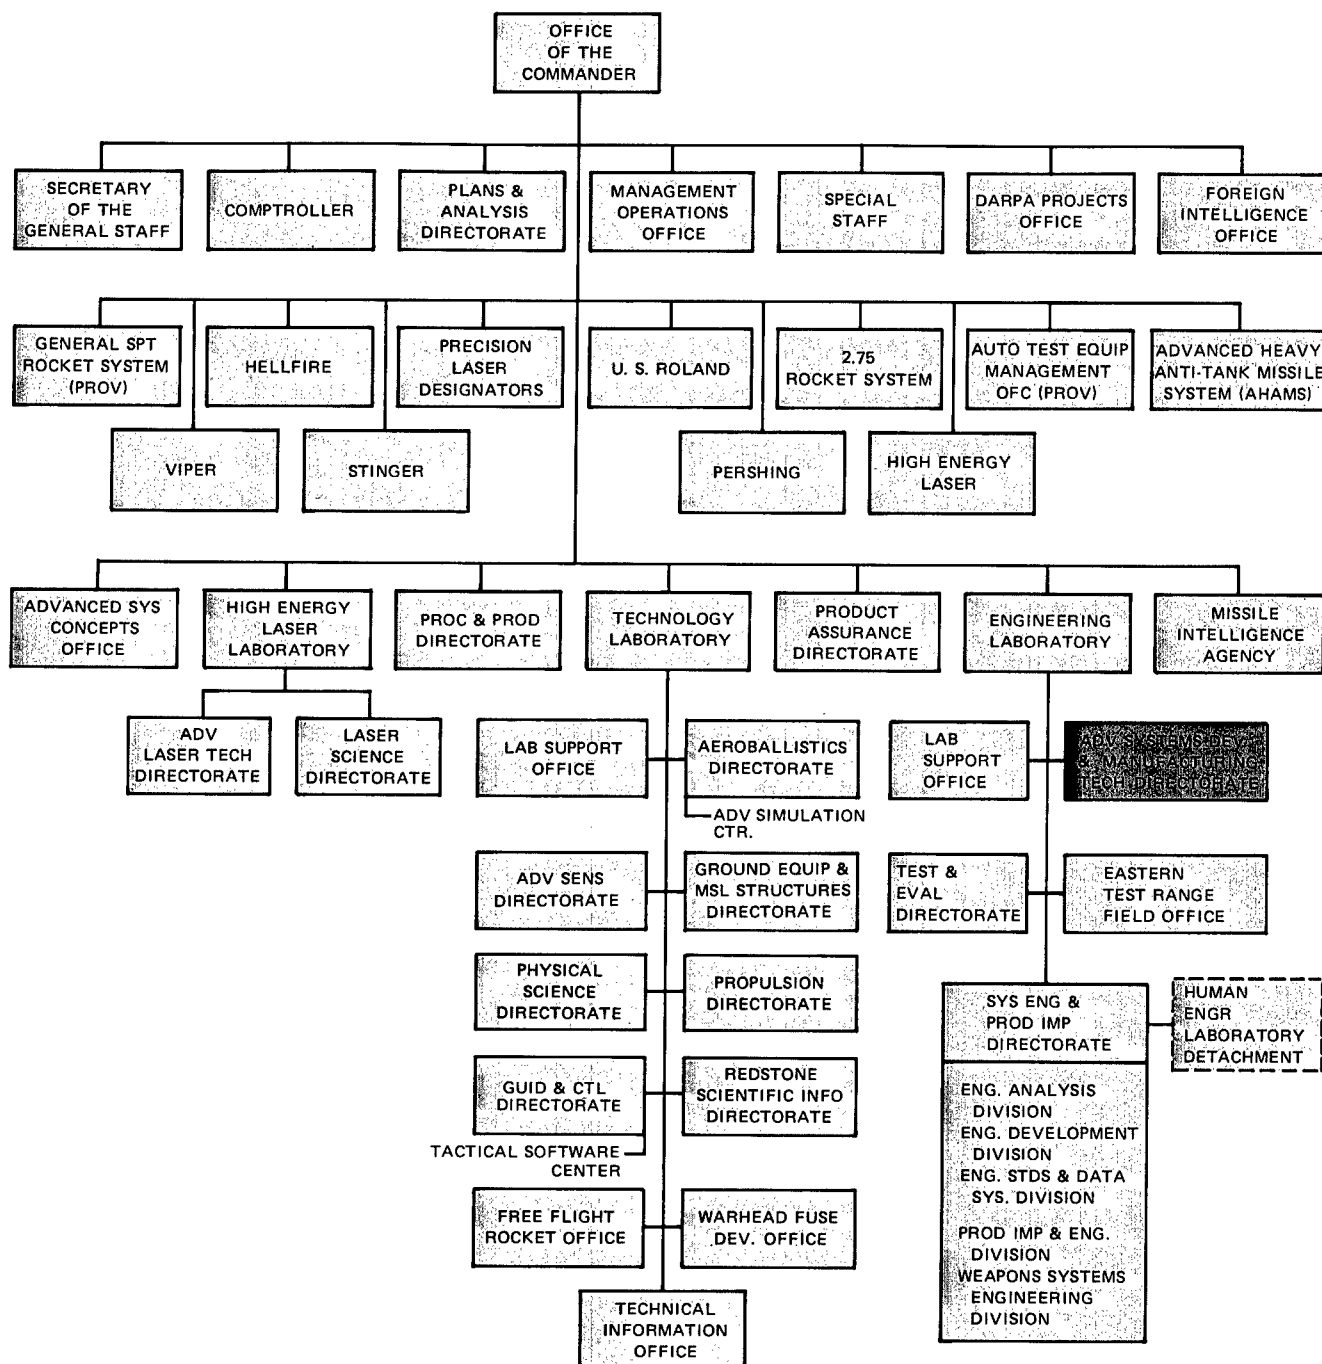 OFFICE
OF THE
COMMANDER
SECRETARY
OF THE
GENERAL STAFF
COMPTROLLER
PLANS &
ANALYSIS
DIRECTORATE
MANAGEMENT
OPERATIONS
OFFICE
SPECIAL
STAFF
DARPA PROJECTS
OFFICE
FOREIGN
INTELLIGENCE
OFFICE
GENERAL SPT
ROCKET SYSTEM
(PROV)
HELLFIRE
PRECISION
LASER
DESIGNATORS
U. S. ROLAND
2.75
ROCKET SYSTEM
AUTO TEST EQUIP
MANAGEMENT
OFC (PROV)
ADVANCED HEAVY
ANTI-TANK MISSILE
SYSTEM (AHAMS)
VIPER
STINGER
PERSHING
HIGH ENERGY
LASER
ADVANCED SYS
CONCEPTS
OFFICE
HIGH ENERGY
LASER
LABORATORY
PROC & PROD
DIRECTORATE
TECHNOLOGY
LABORATORY
PRODUCT
ASSURANCE
DIRECTORATE
ENGINEERING
LABORATORY
MISSILE
INTELLIGENCE
AGENCY
ADV
LASER TECH
DIRECTORATE
LASER
SCIENCE
DIRECTORATE
LAB SUPPORT
OFFICE
AEROBALLISTICS
DIRECTORATE
ADV SIMULATION
CTR.
LAB
SUPPORT
OFFICE
ADV SYSTEMS DEV
& MANUFACTURING
TECH DIRECTORATE
ADV SENS
DIRECTORATE
GROUND EQUIP &
MSL STRUCTURES
DIRECTORATE
TEST &
EVAL
DIRECTORATE
EASTERN
TEST RANGE
FIELD OFFICE
PHYSICAL
SCIENCE
DIRECTORATE
PROPULSION
DIRECTORATE
SYS ENG &
PROD IMP
DIRECTORATE
HUMAN
ENGR
LABORATORY
DETACHMENT
GUID & CTL
DIRECTORATE
TACTICAL SOFTWARE
CENTER
REDSTONE
SCIENTIFIC INFO
DIRECTORATE
ENG. ANALYSIS
DIVISION
ENG. DEVELOPMENT
DIVISION
ENG. STDS & DATA
SYS. DIVISION
PROD IMP & ENG.
DIVISION
WEAPONS SYSTEMS
ENGINEERING
DIVISION
FREE FLIGHT
ROCKET OFFICE
WARHEAD FUSE
DEV. OFFICE
TECHNICAL
INFORMATION
OFFICE